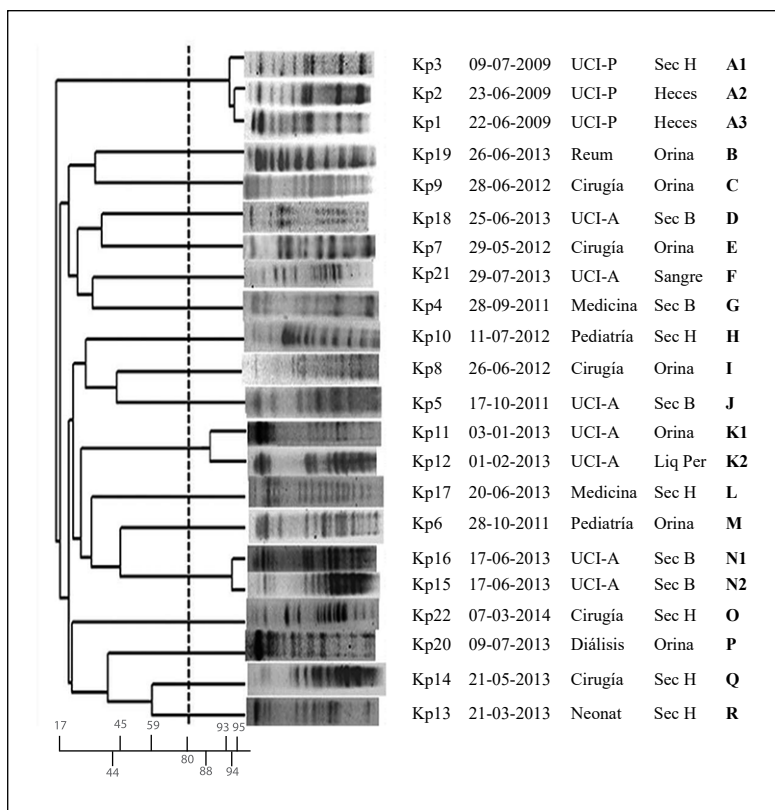 Kp3 09-07-2009 UCI-P Sec H A1
Kp2 23-06-2009 UCI-P Heces A2
Kp1 22-06-2009 UCI-P Heces A3
Kp19 26-06-2013 Reum Orina B
Kp9 28-06-2012 Cirugía Orina C
Kp18 25-06-2013 UCI-A Sec B D
Kp7 29-05-2012 Cirugía Orina E
Kp21 29-07-2013 UCI-A Sangre F
Kp4 28-09-2011 Medicina Sec B G
Kp10 11-07-2012 Pediatría Sec H H
Kp8 26-06-2012 Cirugía Orina I
Kp5 17-10-2011 UCI-A Sec B J
Kp11 03-01-2013 UCI-A Orina K1
Kp12 01-02-2013 UCI-A Liq Per K2
Kp17 20-06-2013 Medicina Sec H L
Kp6 28-10-2011 Pediatría Orina M
Kp16 17-06-2013 UCI-A Sec B N1
Kp15 17-06-2013 UCI-A Sec B N2
Kp22 07-03-2014 Cirugía Sec H O
Kp20 09-07-2013 Diálisis Orina P
Kp14 21-05-2013 Cirugía Sec H Q
Kp13 21-03-2013 Neonat Sec H R
17 45 59 93 95
44 80 88 94